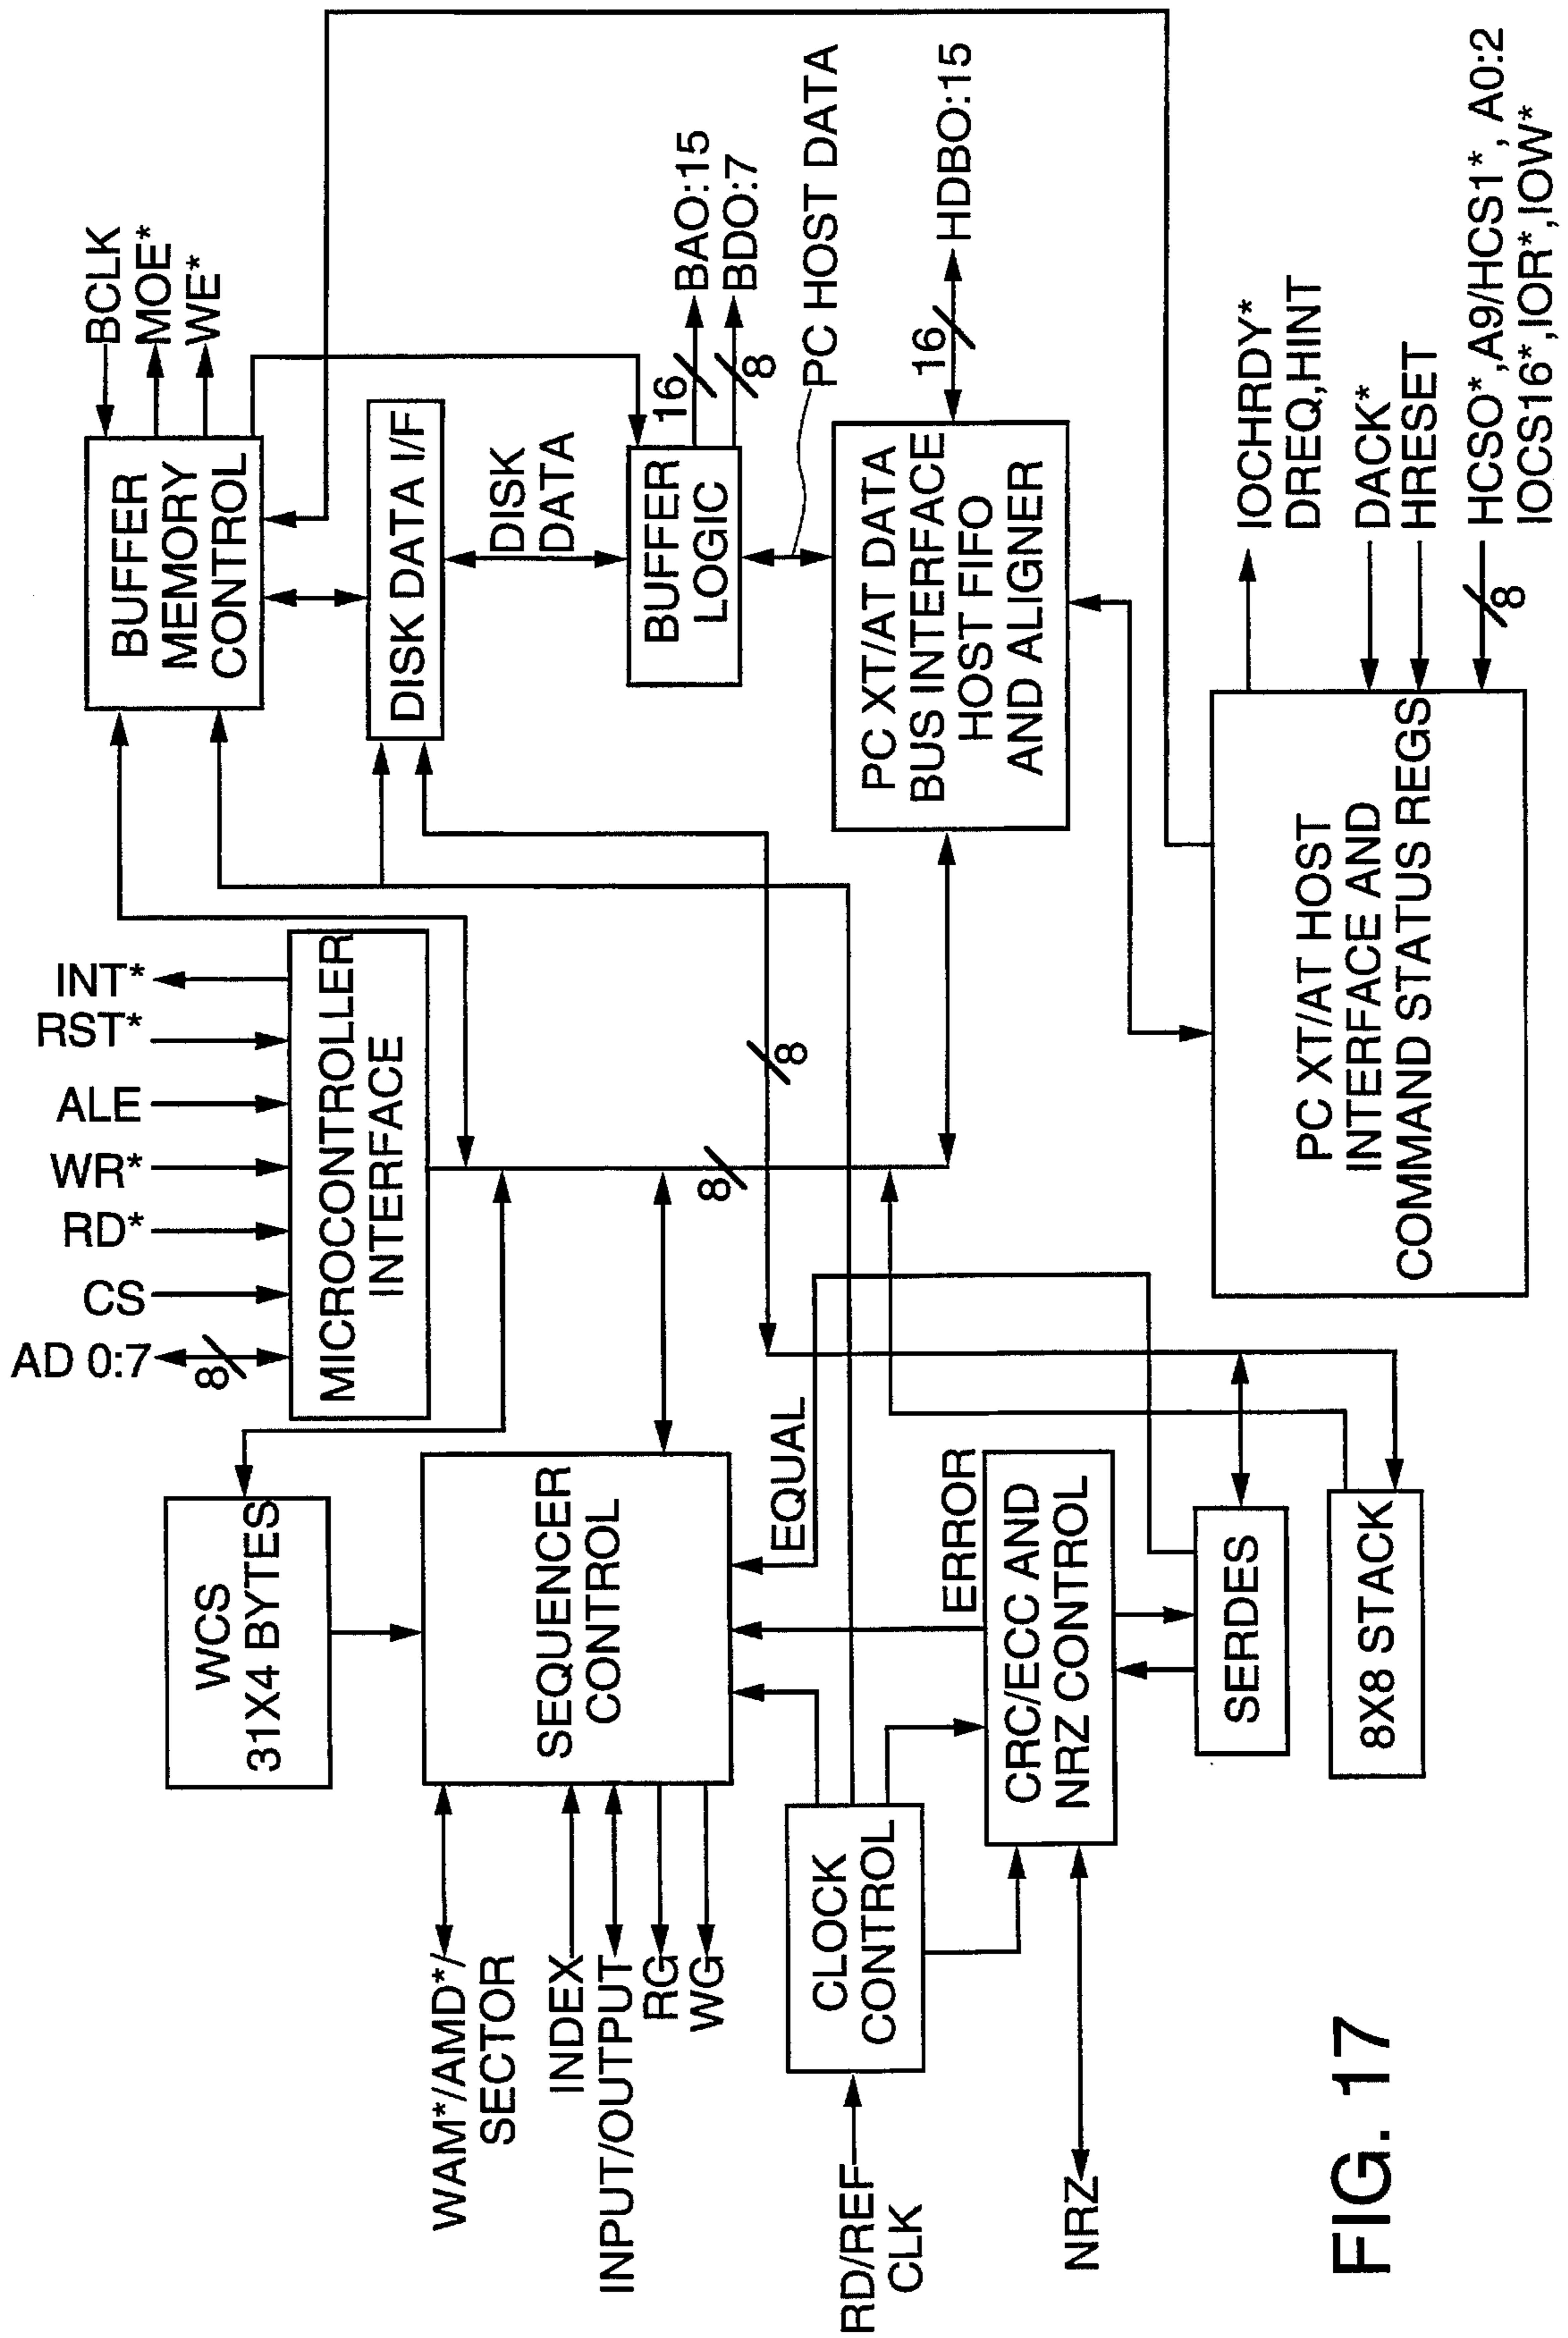 BCLK
MOE*
WE*
BUFFER
MEMORY
CONTROL
DISK DATA I/F
DISK
DATA
BUFFER
LOGIC
16
BAO:15
BDO:7
8
PC HOST DATA
PC XT/AT DATA
BUS INTERFACE
HOST FIFO
AND ALIGNER
16
HDBO:15
IOCHRDY*
DREQ,HINT
DACK*
HRESET
HCSO*,A9/HCS1*, A0:2
IOCS16*,IOR*,IOW*
8
PC XT/AT HOST
INTERFACE AND
COMMAND STATUS REGS
INT*
RST*
ALE
WR*
RD*
CS
AD 0:7
8
MICROCONTROLLER
INTERFACE
8
8
WCS
31X4 BYTES
SEQUENCER
CONTROL
EQUAL
ERROR
CRC/ECC AND
NRZ CONTROL
SERDES
8X8 STACK
CLOCK
CONTROL
WAM*/AMD*/
SECTOR
INDEX
INPUT/OUTPUT
RG
WG
RD/REF
CLK
NRZ
FIG. 17